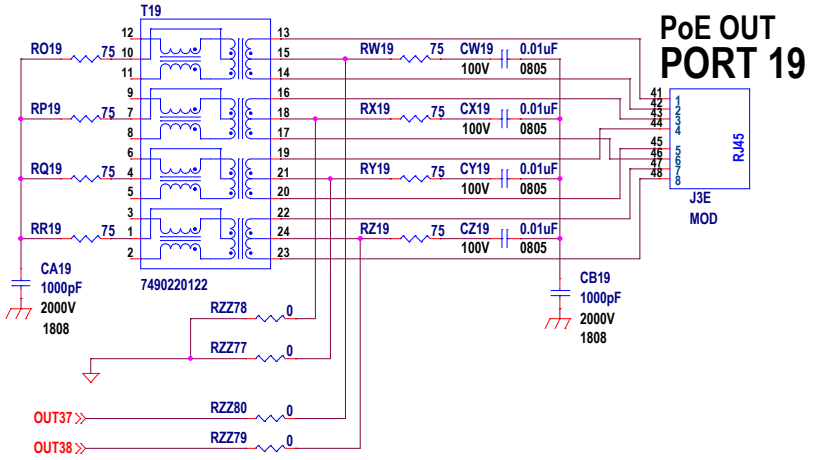 T19
PoE OUT
PORT 19
12 13
RO19 75 10 15 RW19 75 CW19 0.01uF
11 14 100V 0805
9 16 41
RP19 75 7 18 RX19 75 CX19 0.01uF 42 1
43 2
8 17 100V 0805 44 3
4
6 19
RQ19 75 4 21 RY19 75 CY19 0.01uF 45 5
46 6
5 20 100V 0805 47 7
48 8
RJ45
3 22 J3E
RR19 75 1 24 RZ19 75 CZ19 0.01uF MOD
2 23 100V 0805
CA19
1000pF
2000V
1808
7490220122
CB19
1000pF
2000V
1808
RZZ78 0
RZZ77 0
OUT37 RZZ80 0
OUT38 RZZ79 0